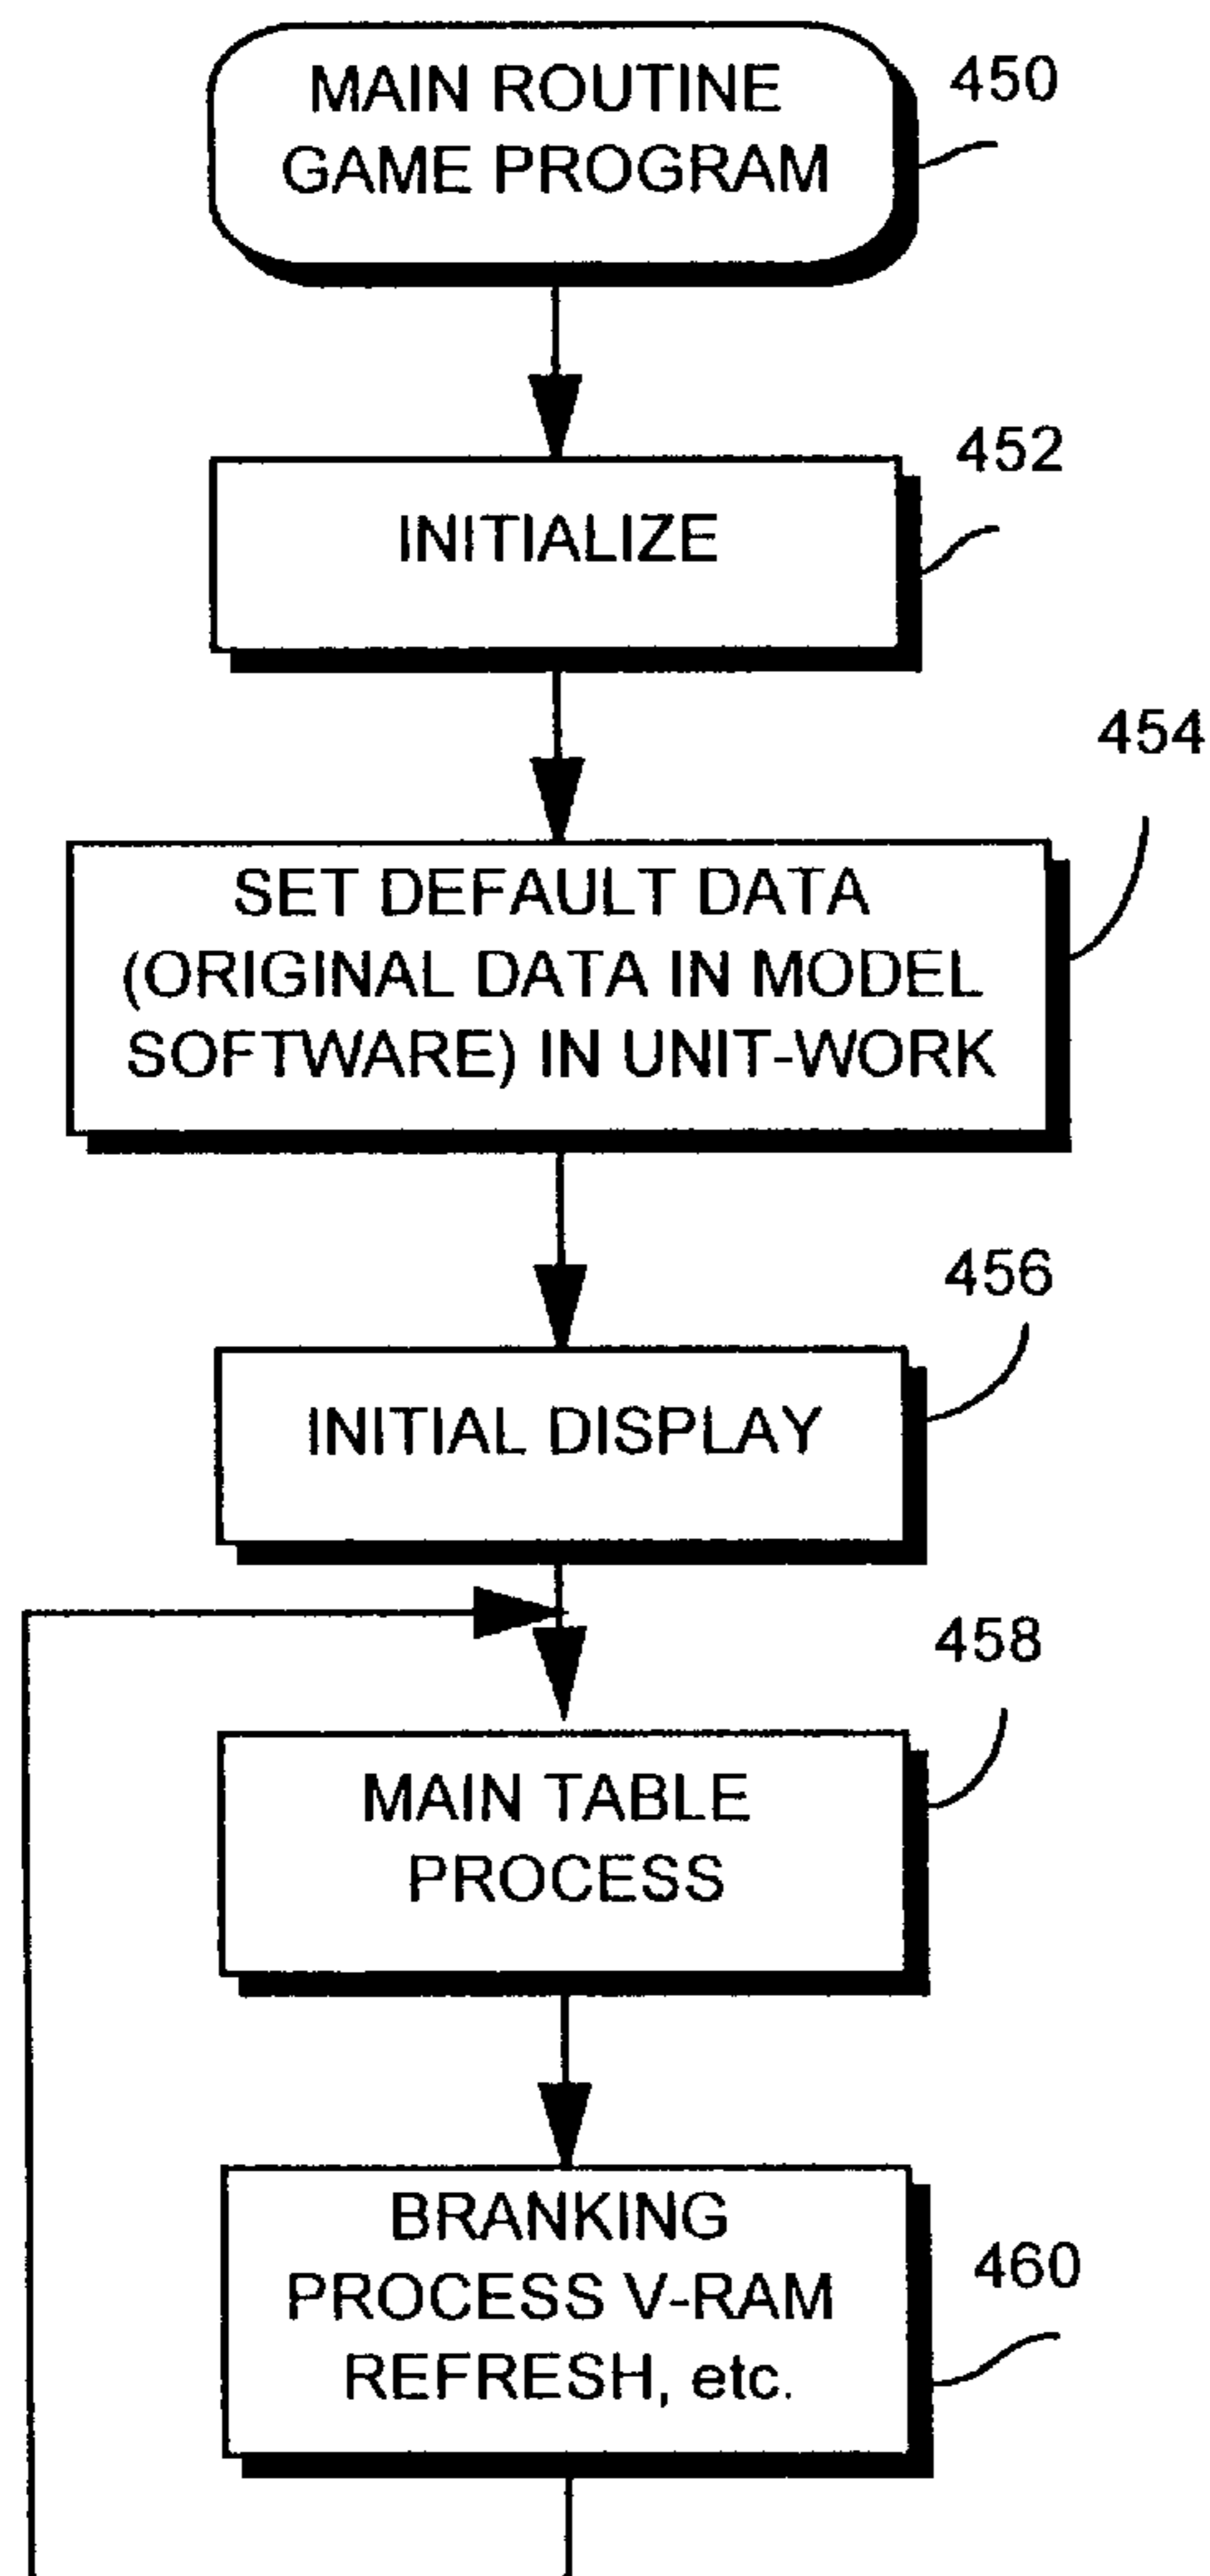 MAIN ROUTINE
GAME PROGRAM
450
INITIALIZE
452
SET DEFAULT DATA
(ORIGINAL DATA IN MODEL
SOFTWARE) IN UNIT-WORK
454
INITIAL DISPLAY
456
MAIN TABLE
PROCESS
458
BRANKING
PROCESS V-RAM
REFRESH, etc.
460